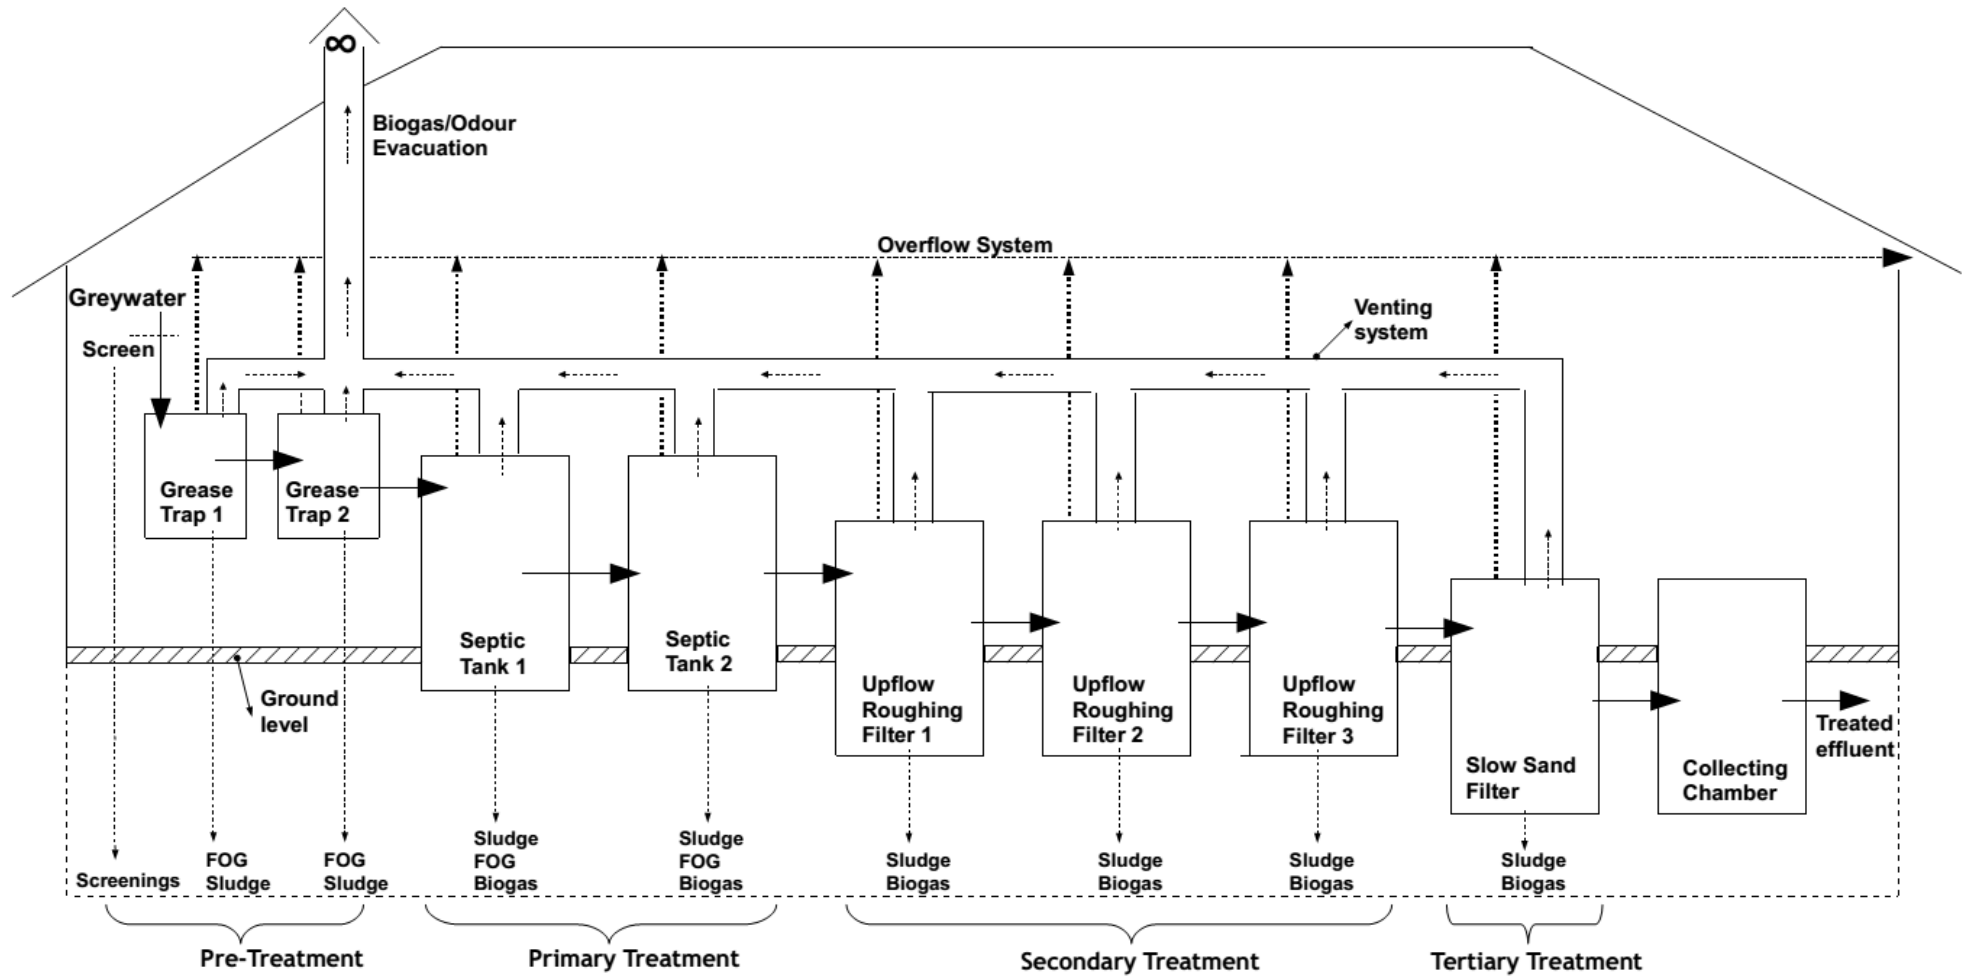 ∞
Biogas/Odour
Evacuation
Overflow System
Greywater
Screen
Venting
system
Grease
Trap 1
Grease
Trap 2
Septic
Tank 1
Septic
Tank 2
Upflow
Roughing
Filter 1
Upflow
Roughing
Filter 2
Upflow
Roughing
Filter 3
Slow Sand
Filter
Collecting
Chamber
Treated
effluent
Ground
level
Screenings
FOG
Sludge
FOG
Sludge
Sludge
FOG
Biogas
Sludge
FOG
Biogas
Sludge
Biogas
Sludge
Biogas
Sludge
Biogas
Sludge
Biogas
Pre-Treatment
Primary Treatment
Secondary Treatment
Tertiary Treatment